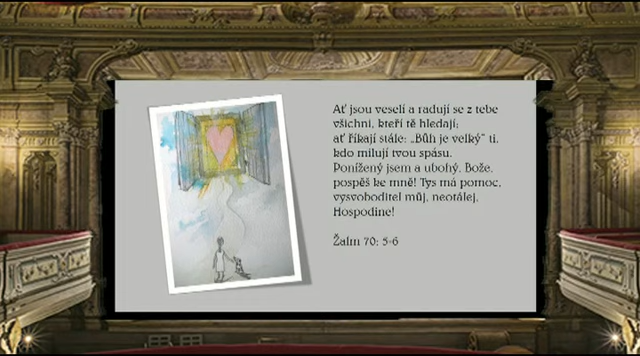 Ať jsou veselí a radují se z tebe
všichni, kteří tě hledají;
ať říkají stále: „Bůh je velký" ti,
kdo milují tvou spásu.
Ponížený jsem a ubohý. Bože,
pospěš ke mně! Tys má pomoc,
vysvoboditel můj, neotálej,
Hospodine!
Žalm 70: 5-6